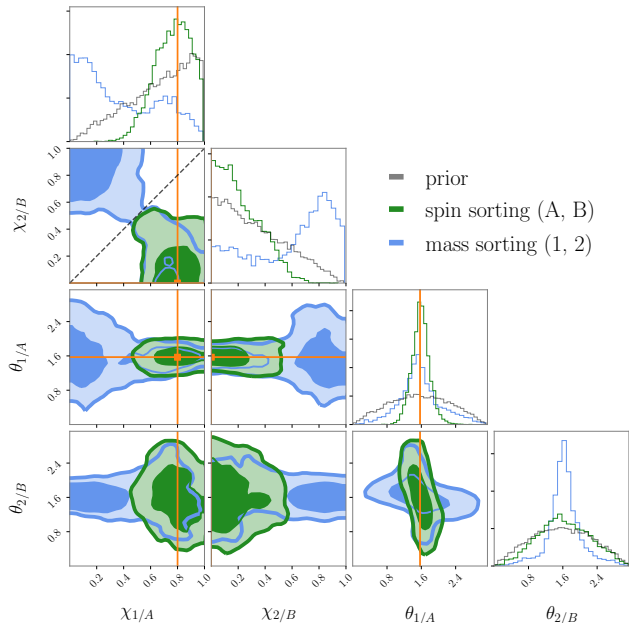 1.0
0.8
0.6
0.4
0.2
χ2/B
prior
spin sorting (A, B)
mass sorting (1, 2)
2.4
1.6
0.8
θ1/A
2.4
1.6
0.8
θ2/B
0.2 0.4 0.6 0.8 1.0
0.2 0.4 0.6 0.8 1.0
0.8 1.6 2.4
0.8 1.6 2.4
χ1/A χ2/B θ1/A θ2/B